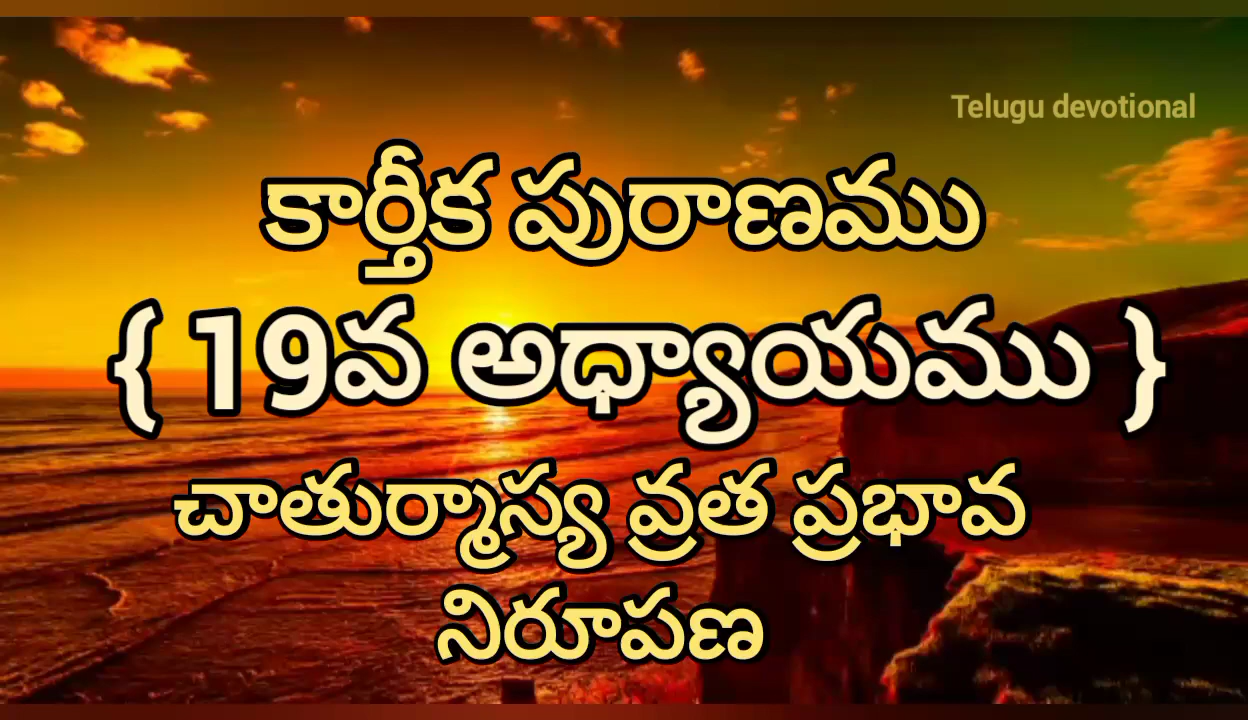 Telugu devotional
కార్తీక పురాణము
{ 19వ అధ్యాయము }
చాతుర్మాస్య వ్రత ప్రభావ
నిరూపణ